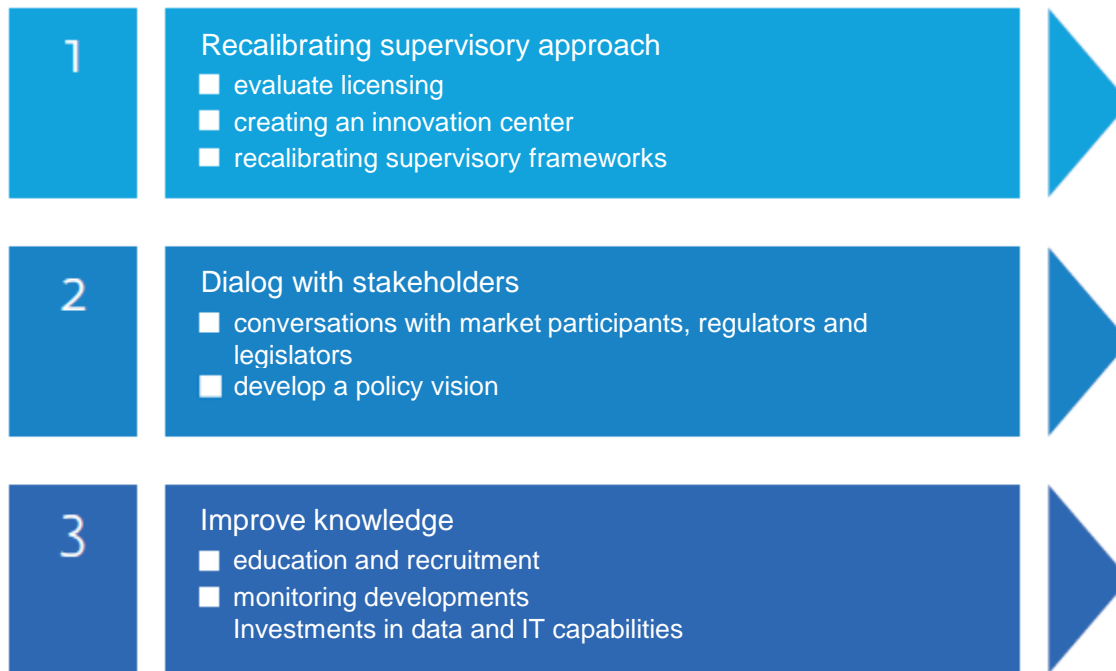 1
Recalibrating supervisory approach
evaluate licensing
creating an innovation center
recalibrating supervisory frameworks
2
Dialog with stakeholders
conversations with market participants, regulators and
legislators
develop a policy vision
3
Improve knowledge
education and recruitment
monitoring developments
Investments in data and IT capabilities